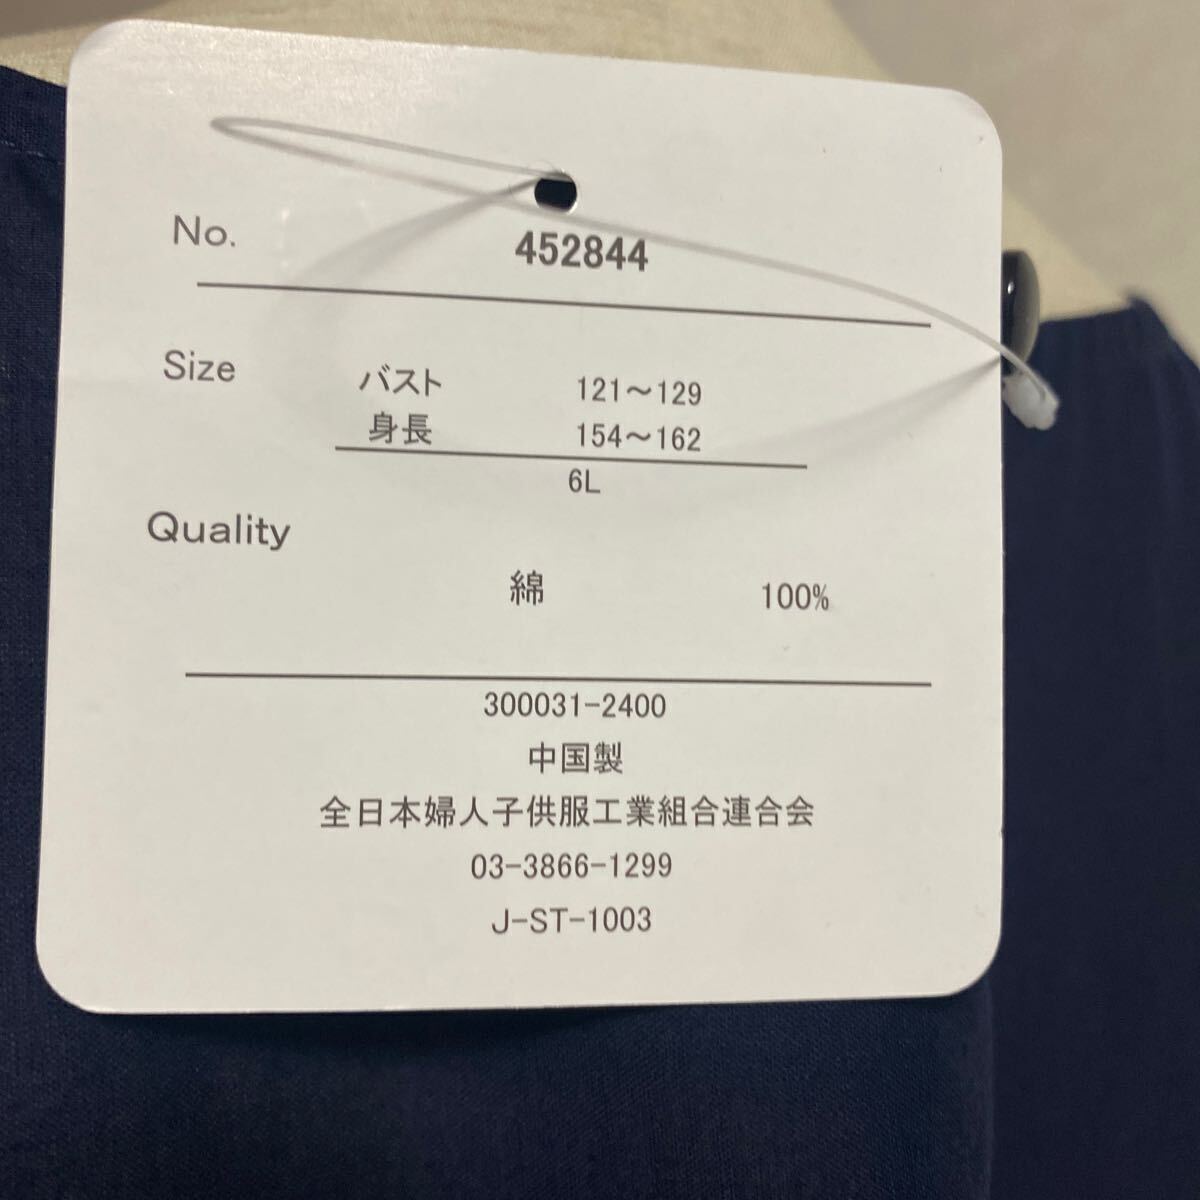 No. 452844
Size バスト 121～129
身長 154～162
6L
Quality
綿 100%
300031-2400
中国製
全日本婦人子供服工業組合連合会
03-3866-1299
J-ST-1003